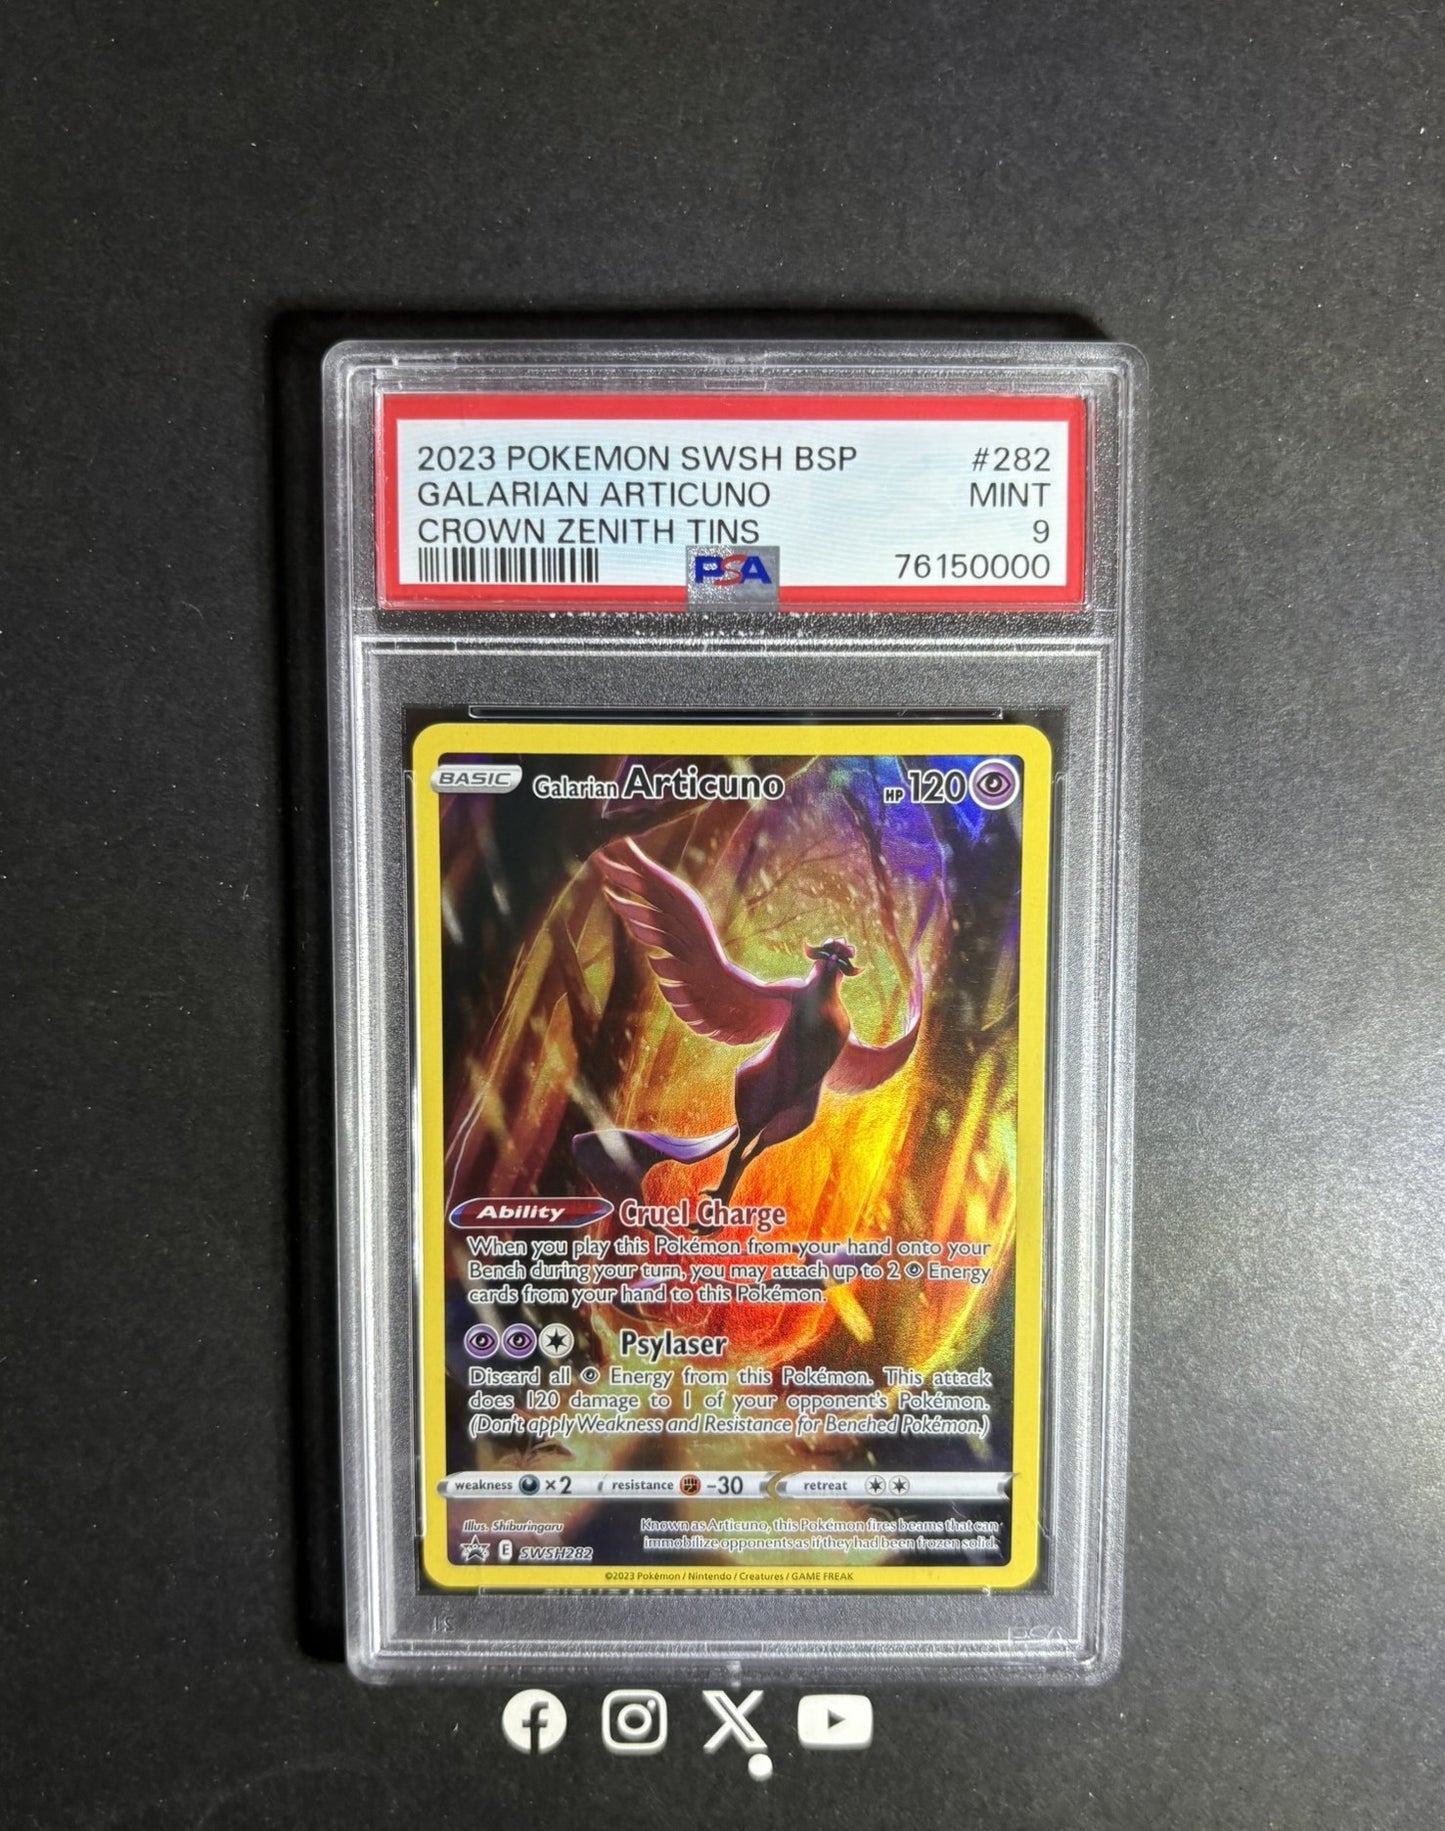 2023 POKEMON SWSH BSP #282
GALARIAN ARTICUNO MINT
CROWN ZENITH TINS 9
PSA 76150000
BASIC Galarian Articuno HP 120
Ability Cruel Charge
When you play this Pokémon from your hand onto your
Bench during your turn, you may attach up to 2 Energy
cards from your hand to this Pokémon.
Psylaser
Discard all Energy from this Pokémon. This attack
does 120 damage to 1 of your opponent's Pokémon.
(Don't apply Weakness and Resistance for Benched Pokémon.)
weakness ×2 resistance -30 retreat
Illus. Shiburingaru
Known as Articuno, this Pokémon fires beams that can
immobilize opponents as if they had been frozen solid.
E SWSH282
©2023 Pokémon / Nintendo / Creatures / GAME FREAK